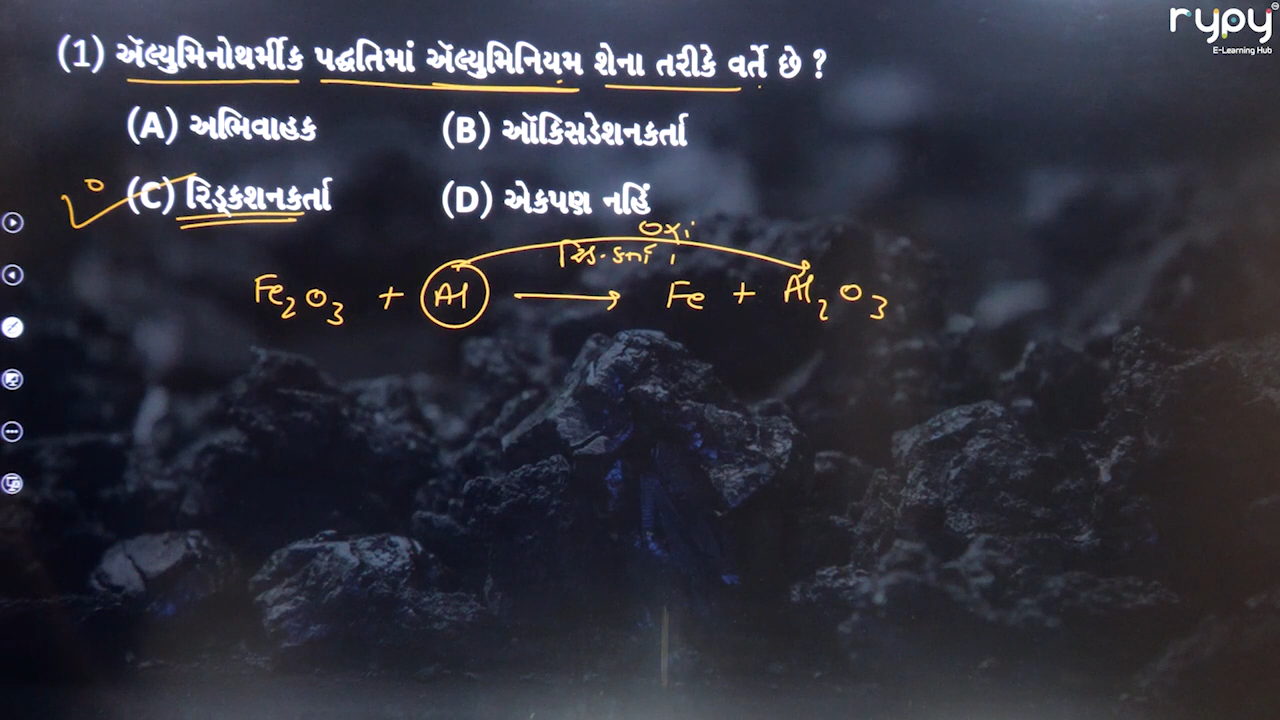 rypy
E-Learning Hub
(1) ઍલ્યુમિનોથર્મીક પદ્ધતિમાં ઍલ્યુમિનિયમ શેના તરીકે વર્તે છે ?
(A) અભિવાહક (B) ઑકિસડેશનકર્તા
(C) રિડ્કશનકર્તા (D) એકપણ નહિં
oxi
Fe₂O₃ + Al ⟶ Fe + Al₂O₃